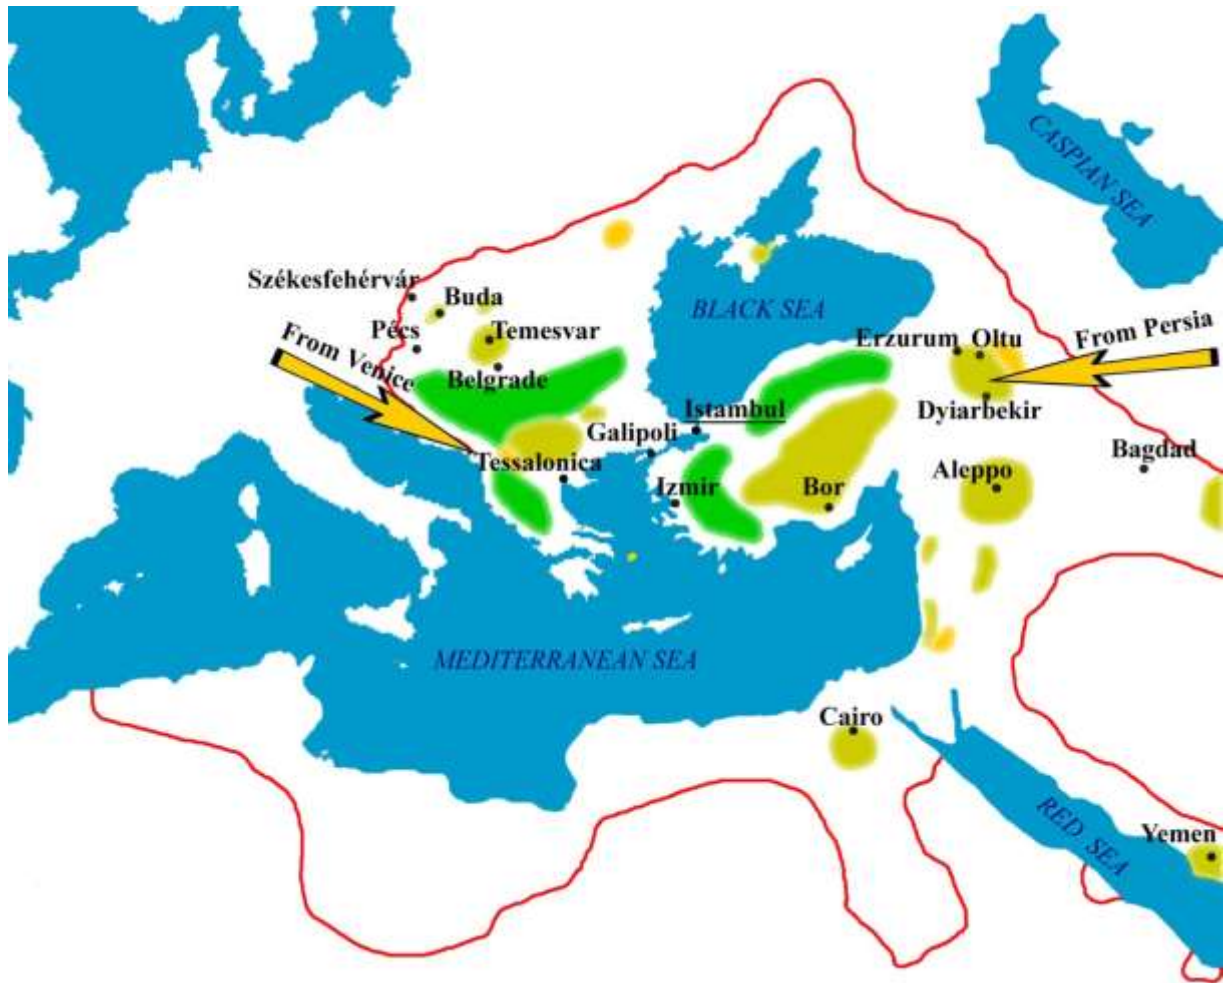 CASPIAN SEA
Székesfehérvár
Buda
BLACK SEA
Pécs
Temesvar
From Venice
Belgrade
Erzurum
Oltu
From Persia
Dyiarbekir
Istambul
Galipoli
Tessalonica
Izmir
Bor
Aleppo
Bagdad
MEDITERRANEAN SEA
Cairo
RED SEA
Yemen